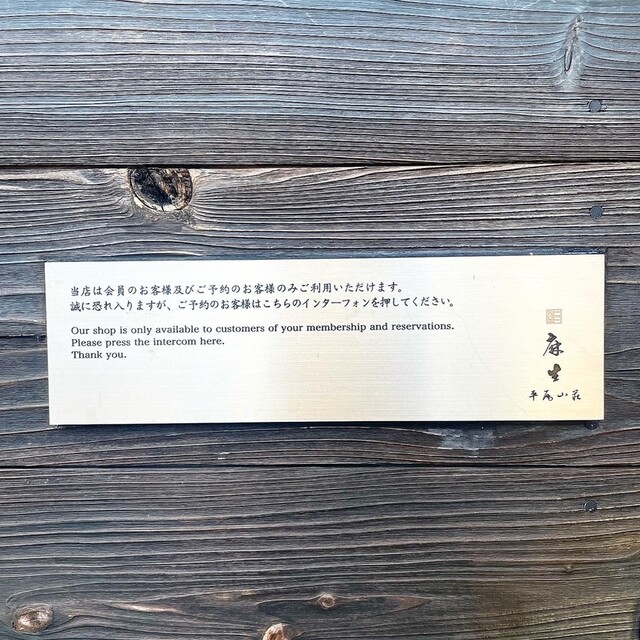 当店は会員のお客様及びご予約のお客様のみご利用いただけます。
誠に恐れ入りますが、ご予約のお客様はこちらのインターフォンを押してください。
Our shop is only available to customers of your membership and reservations.
Please press the intercom here.
Thank you.
麻生
平尾山荘